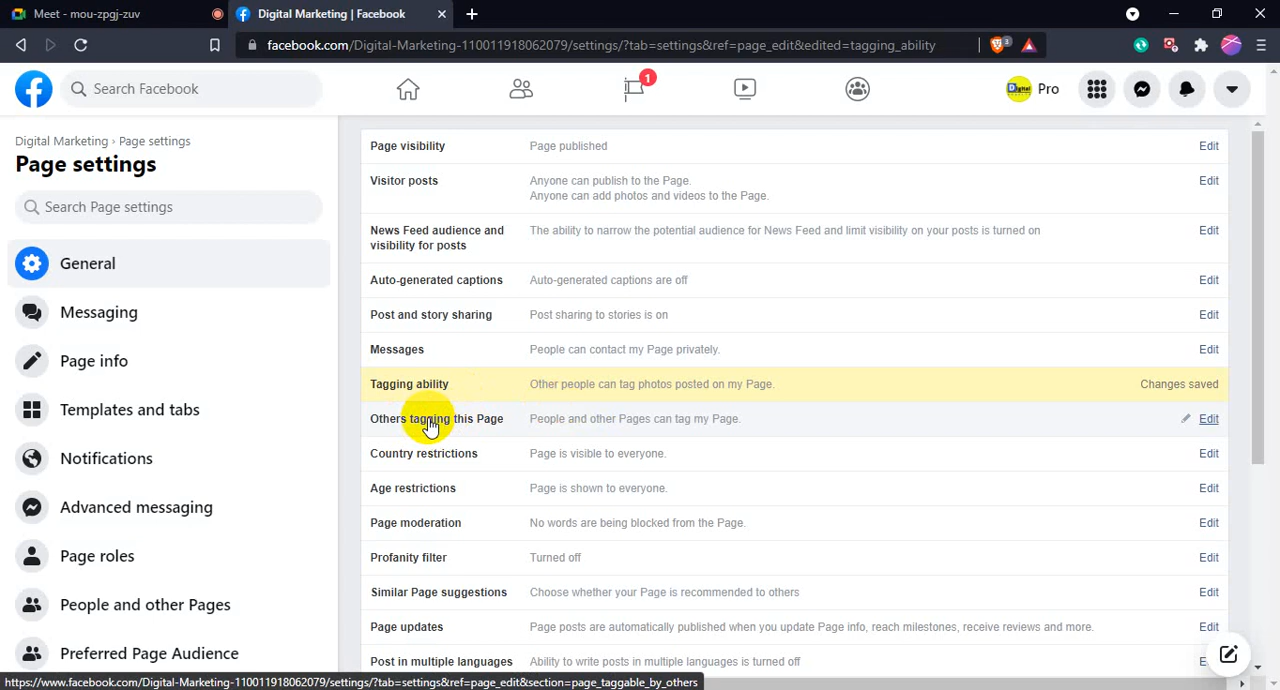 Meet - mou-zpgj-zuv
Digital Marketing | Facebook
facebook.com/Digital-Marketing-110011918062079/settings/?tab=settings&ref=page_edit&edited=tagging_ability
3
Search Facebook
1
Pro
Digital Marketing › Page settings
Page settings
Search Page settings
General
Messaging
Page info
Templates and tabs
Notifications
Advanced messaging
Page roles
People and other Pages
Preferred Page Audience
Page visibility Page published Edit
Visitor posts Anyone can publish to the Page. Edit
Anyone can add photos and videos to the Page.
News Feed audience and visibility for posts The ability to narrow the potential audience for News Feed and limit visibility on your posts is turned on Edit
Auto-generated captions Auto-generated captions are off Edit
Post and story sharing Post sharing to stories is on Edit
Messages People can contact my Page privately. Edit
Tagging ability Other people can tag photos posted on my Page. Changes saved
Others tagging this Page People and other Pages can tag my Page. Edit
Country restrictions Page is visible to everyone. Edit
Age restrictions Page is shown to everyone. Edit
Page moderation No words are being blocked from the Page. Edit
Profanity filter Turned off Edit
Similar Page suggestions Choose whether your Page is recommended to others Edit
Page updates Page posts are automatically published when you update Page info, reach milestones, receive reviews and more. Edit
Post in multiple languages Ability to write posts in multiple languages is turned off
https://www.facebook.com/Digital-Marketing-110011918062079/settings/?tab=settings&ref=page_edit&section=page_taggable_by_others